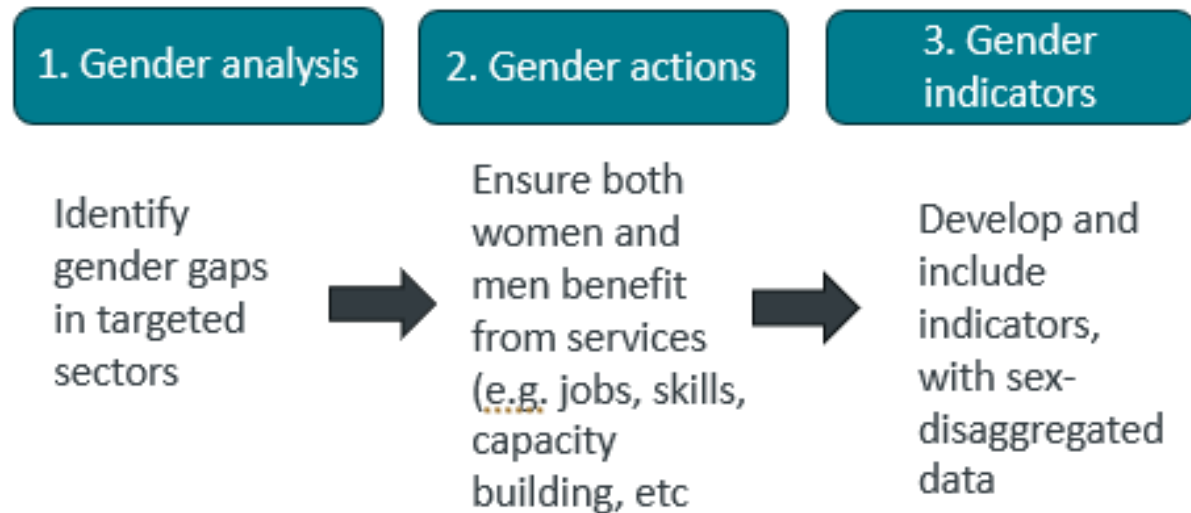 1. Gender analysis
Identify
gender gaps
in targeted
sectors
2. Gender actions
Ensure both
women and
men benefit
from services
(e.g. jobs, skills,
capacity
building, etc
3. Gender
indicators
Develop and
include
indicators,
with sex-
disaggregated
data